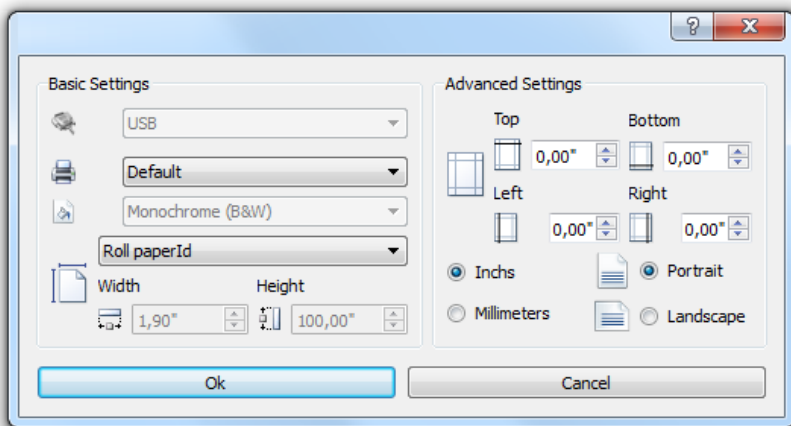 ?
X
Basic Settings
USB
Default
Monochrome (B&W)
Roll paperId
Width Height
1,90" 100,00"
Advanced Settings
Top Bottom
0,00" 0,00"
Left Right
0,00" 0,00"
Inchs Portrait
Millimeters Landscape
Ok Cancel